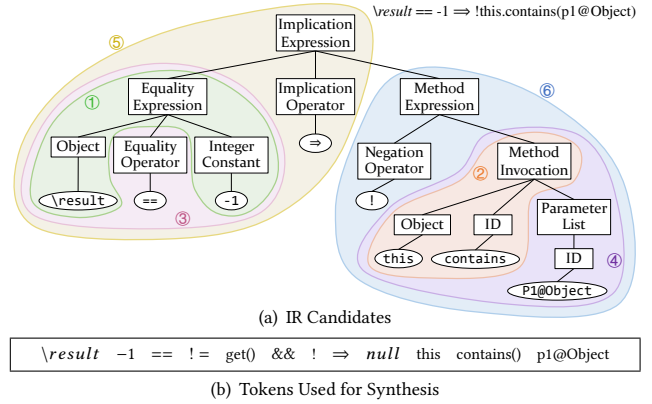 \result == -1 ⟹ !this.contains(p1@Object)
Implication Expression
⑤
⑥
①
Equality Expression
Implication Operator
Method Expression
⇒
Object
Equality Operator
Integer Constant
Negation Operator
Method Invocation
②
\result
==
-1
!
③
Object
ID
Parameter List
this
contains
ID
④
P1@Object
(a) IR Candidates
\result −1 == != get() && ! ⇒ null this contains() p1@Object
(b) Tokens Used for Synthesis